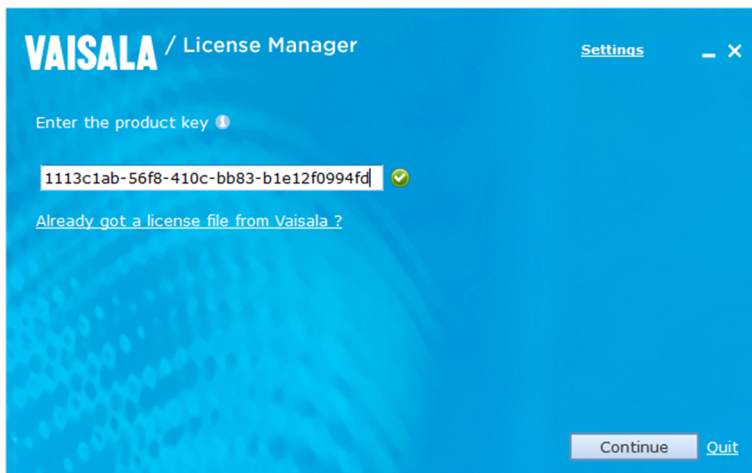 VAISALA / License Manager
Settings
Enter the product key
1113c1ab-56f8-410c-bb83-b1e12f0994fd
Already got a license file from Vaisala ?
Continue
Quit